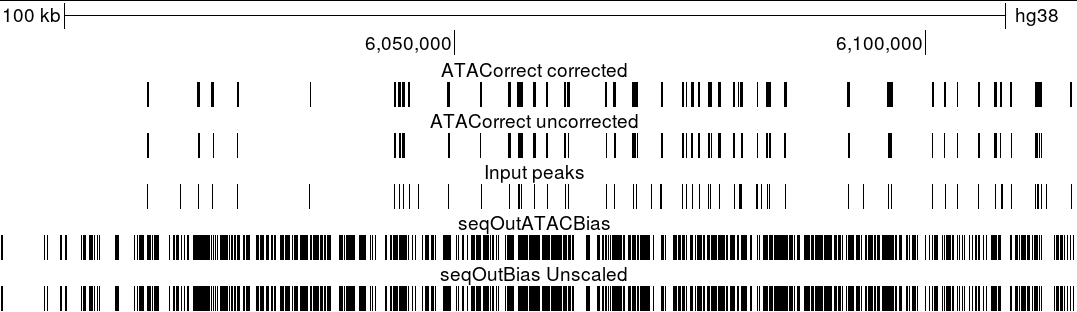 100 kb hg38
6,050,000 6,100,000
ATACorrect corrected
ATACorrect uncorrected
Input peaks
seqOutATACBias
seqOutBias Unscaled